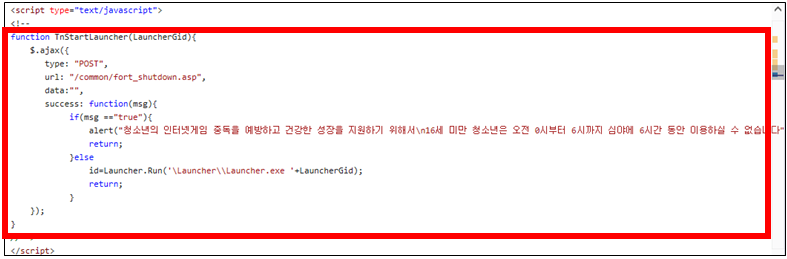 <script type="text/javascript">
<!--
function TnStartLauncher(LauncherGid){
$.ajax({
type: "POST",
url: "/common/fort_shutdown.asp",
data:"",
success: function(msg){
if(msg =="true"){
alert("청소년의 인터넷게임 중독을 예방하고 건강한 성장을 지원하기 위해서\n16세 미만 청소년은 오전 0시부터 6시까지 심야에 6시간 동안 이용하실 수 없습니다"
return;
}else
id=Launcher.Run('\Launcher\\Launcher.exe '+LauncherGid);
return;
}
});
}
</script>